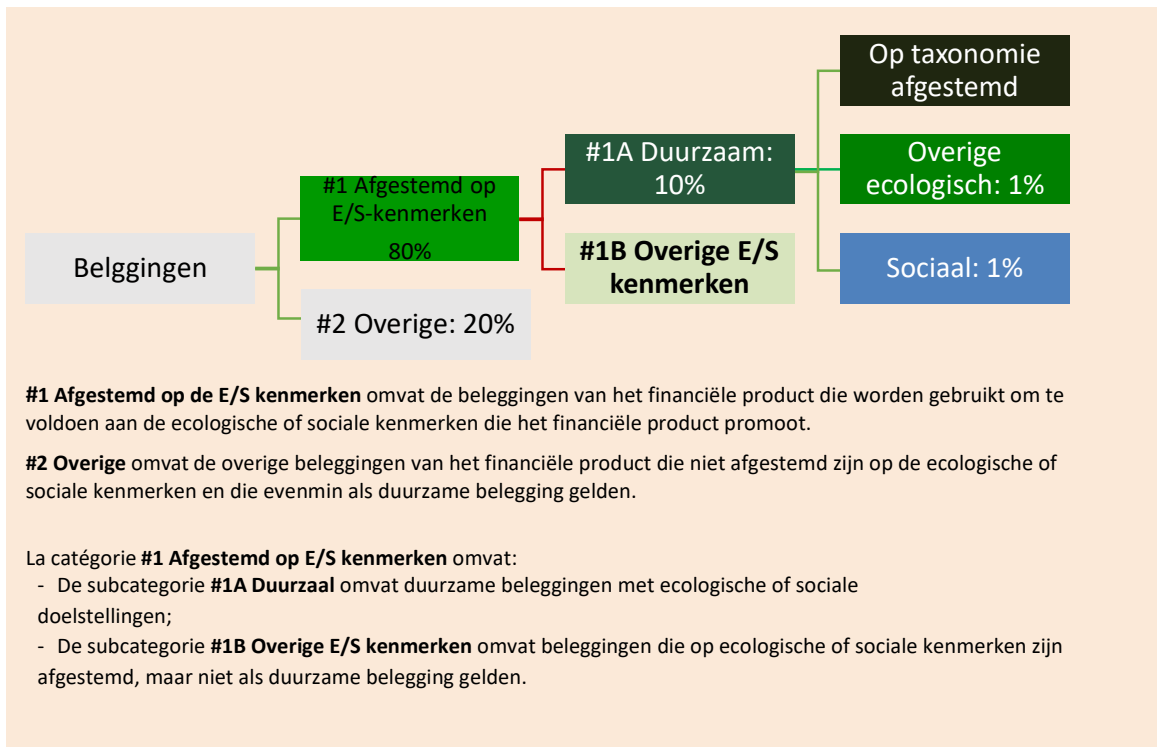 Op taxonomie
afgestemd
#1A Duurzaam:
10%
Overige
ecologisch: 1%
#1 Afgestemd op
E/S-kenmerken
80%
Belggingen
#1B Overige E/S
kenmerken
Sociaal: 1%
#2 Overige: 20%
#1 Afgestemd op de E/S kenmerken omvat de beleggingen van het financiële product die worden gebruikt om te
voldoen aan de ecologische of sociale kenmerken die het financiële product promoot.
#2 Overige omvat de overige beleggingen van het financiële product die niet afgestemd zijn op de ecologische of
sociale kenmerken en die evenmin als duurzame belegging gelden.
La catégorie #1 Afgestemd op E/S kenmerken omvat:
- De subcategorie #1A Duurzaal omvat duurzame beleggingen met ecologische of sociale
doelstellingen;
- De subcategorie #1B Overige E/S kenmerken omvat beleggingen die op ecologische of sociale kenmerken zijn
afgestemd, maar niet als duurzame belegging gelden.